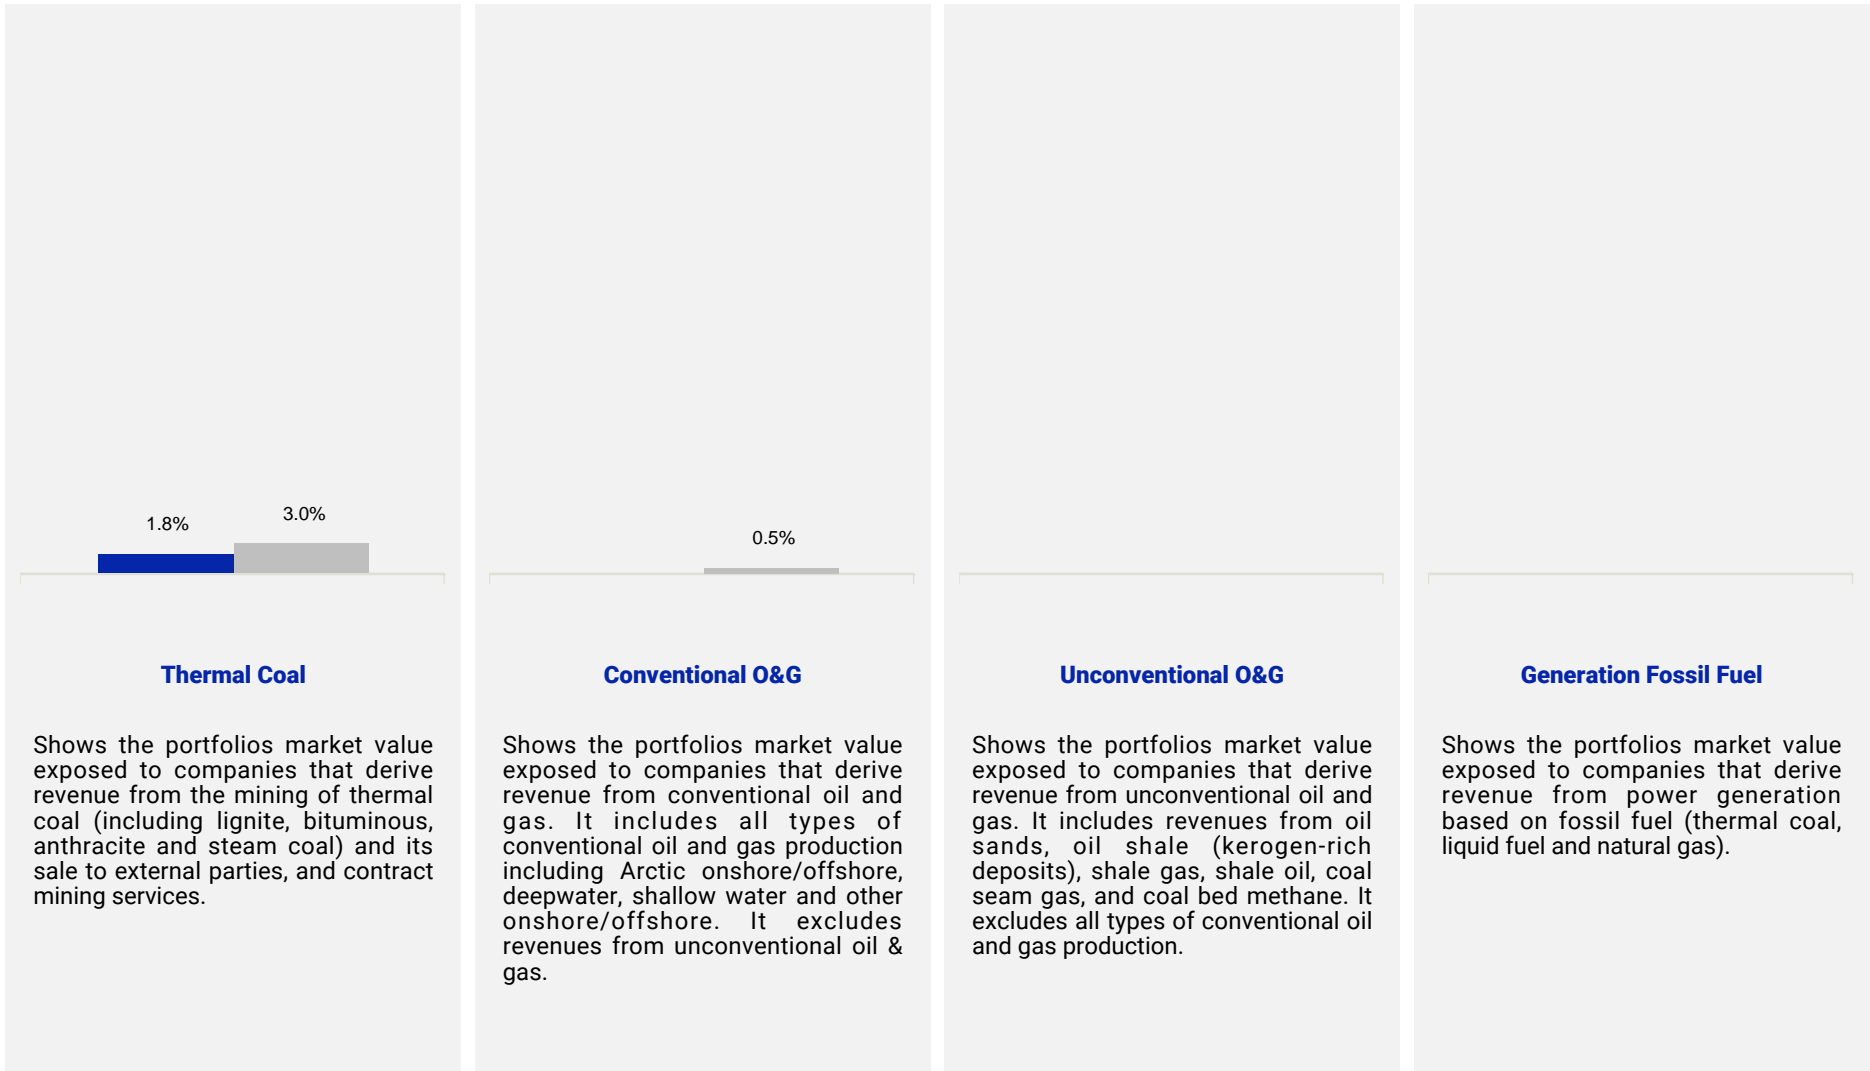 1.8%
3.0%
Thermal Coal
Shows the portfolios market value
exposed to companies that derive
revenue from the mining of thermal
coal (including lignite, bituminous,
anthracite and steam coal) and its
sale to external parties, and contract
mining services.
0.5%
Conventional O&G
Shows the portfolios market value
exposed to companies that derive
revenue from conventional oil and
gas. It includes all types of
conventional oil and gas production
including Arctic onshore/offshore,
deepwater, shallow water and other
onshore/offshore. It excludes
revenues from unconventional oil &
gas.
Unconventional O&G
Shows the portfolios market value
exposed to companies that derive
revenue from unconventional oil and
gas. It includes revenues from oil
sands, oil shale (kerogen-rich
deposits), shale gas, shale oil, coal
seam gas, and coal bed methane. It
excludes all types of conventional oil
and gas production.
Generation Fossil Fuel
Shows the portfolios market value
exposed to companies that derive
revenue from power generation
based on fossil fuel (thermal coal,
liquid fuel and natural gas).